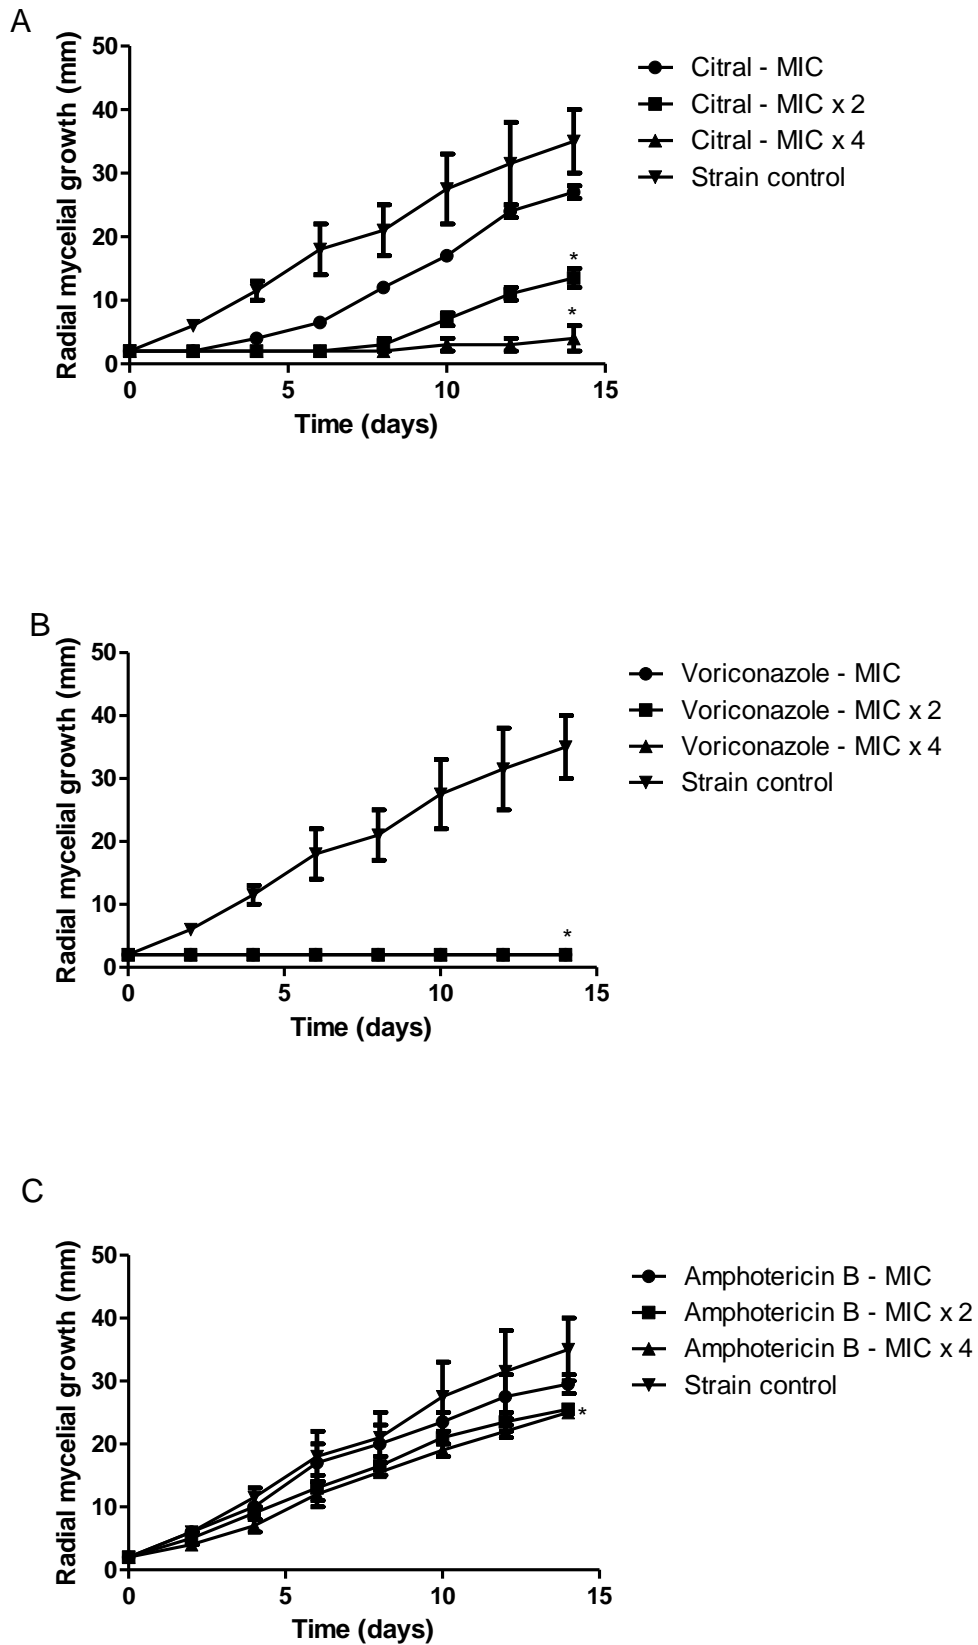 A
Radial mycelial growth (mm)
50
40
30
20
10
0
0 5 10 15
Time (days)
Citral - MIC
Citral - MIC x 2
Citral - MIC x 4
Strain control
*
*
B
Radial mycelial growth (mm)
50
40
30
20
10
0
0 5 10 15
Time (days)
Voriconazole - MIC
Voriconazole - MIC x 2
Voriconazole - MIC x 4
Strain control
*
C
Radial mycelial growth (mm)
50
40
30
20
10
0
0 5 10 15
Time (days)
Amphotericin B - MIC
Amphotericin B - MIC x 2
Amphotericin B - MIC x 4
Strain control
*